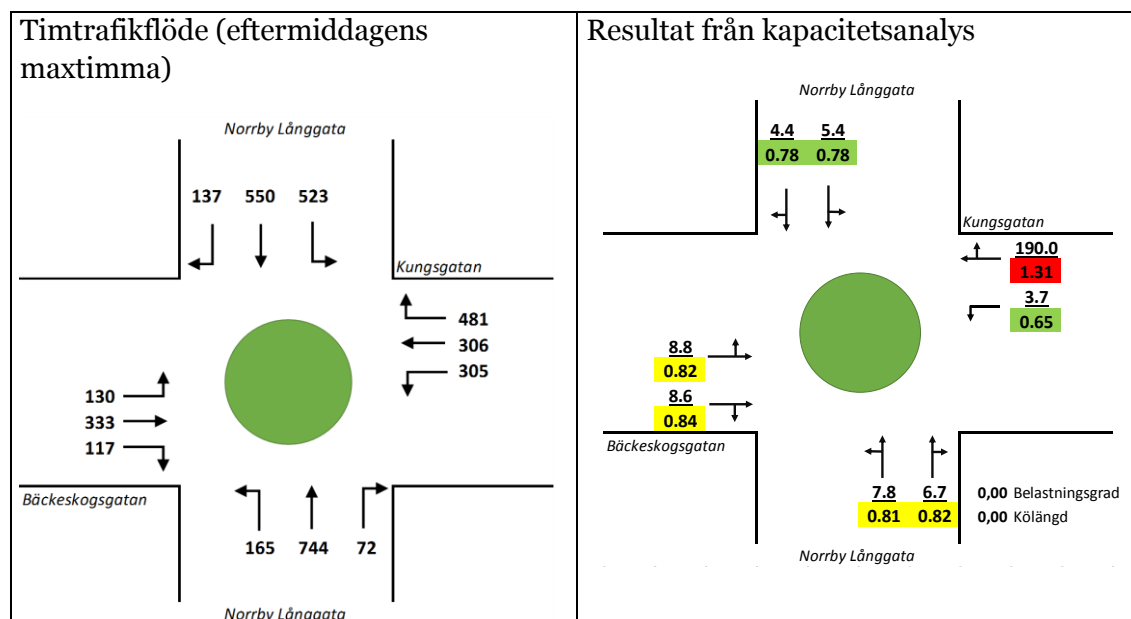 Timtrafikflöde (eftermiddagens
maxtimma)
Norrby Långgata
137 550 523
Kungsgatan
481
306
305
130
333
117
Bäckeskogsgatan
165 744 72
Norrby Långgata
Resultat från kapacitetsanalys
Norrby Långgata
4.4 5.4
0.78 0.78
Kungsgatan
190.0
1.31
3.7
0.65
8.8
0.82
8.6
0.84
Bäckeskogsgatan
7.8 6.7 0,00 Belastningsgrad
0.81 0.82 0,00 Kölängd
Norrby Långgata